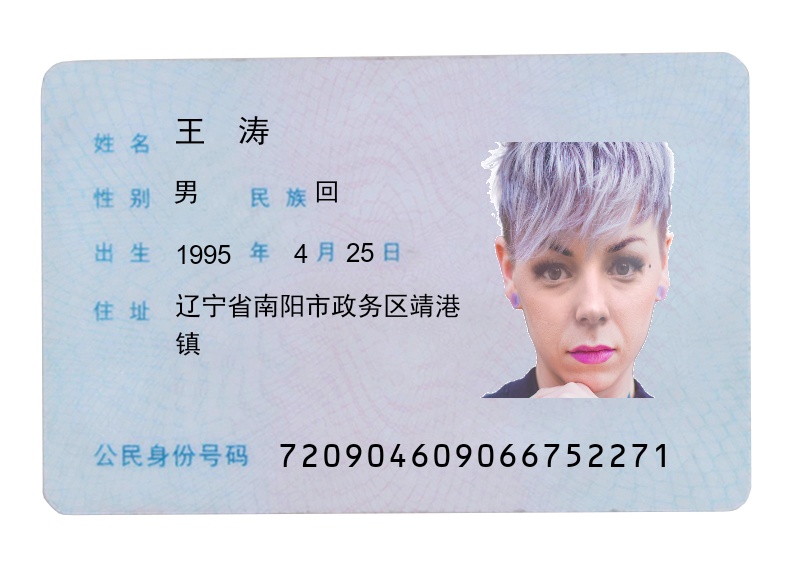 姓名 王涛
性别 男 民族 回
出生 1995 年 4 月 25 日
住址 辽宁省南阳市政务区靖港
镇
公民身份号码 720904609066752271